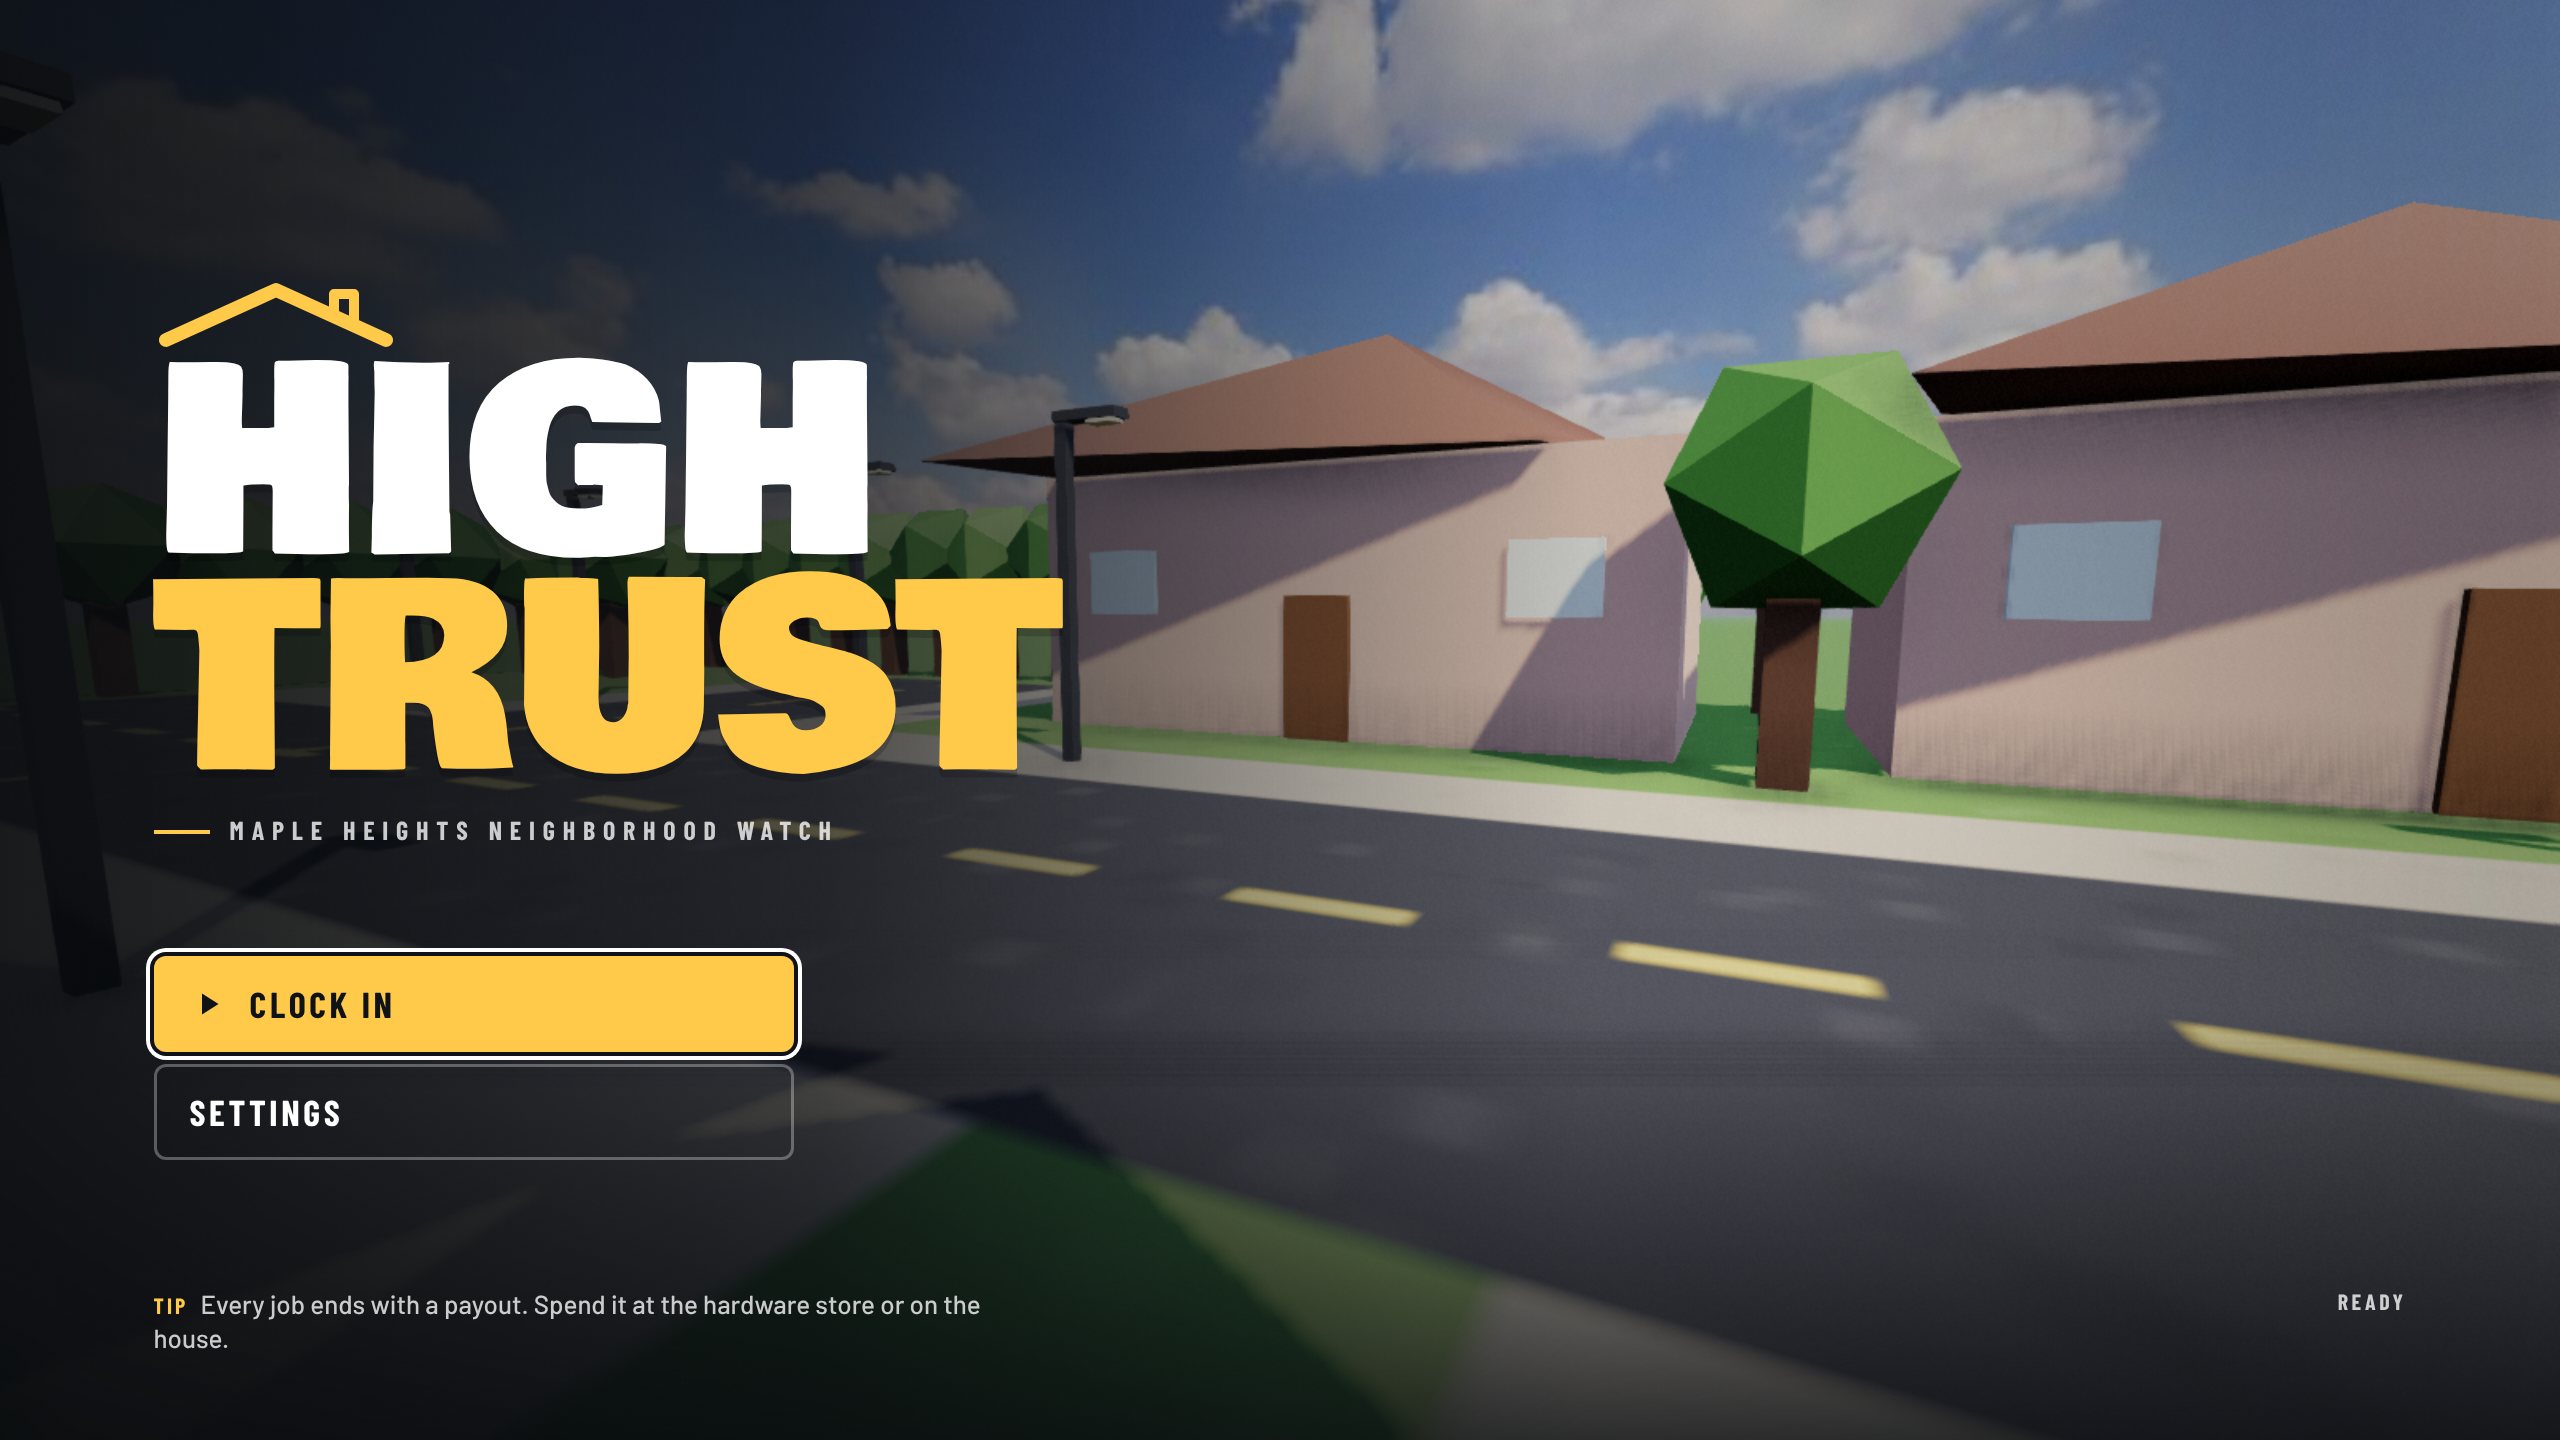 HIGH
TRUST
MAPLE HEIGHTS NEIGHBORHOOD WATCH
CLOCK IN
SETTINGS
TIP Every job ends with a payout. Spend it at the hardware store or on the
house.
READY